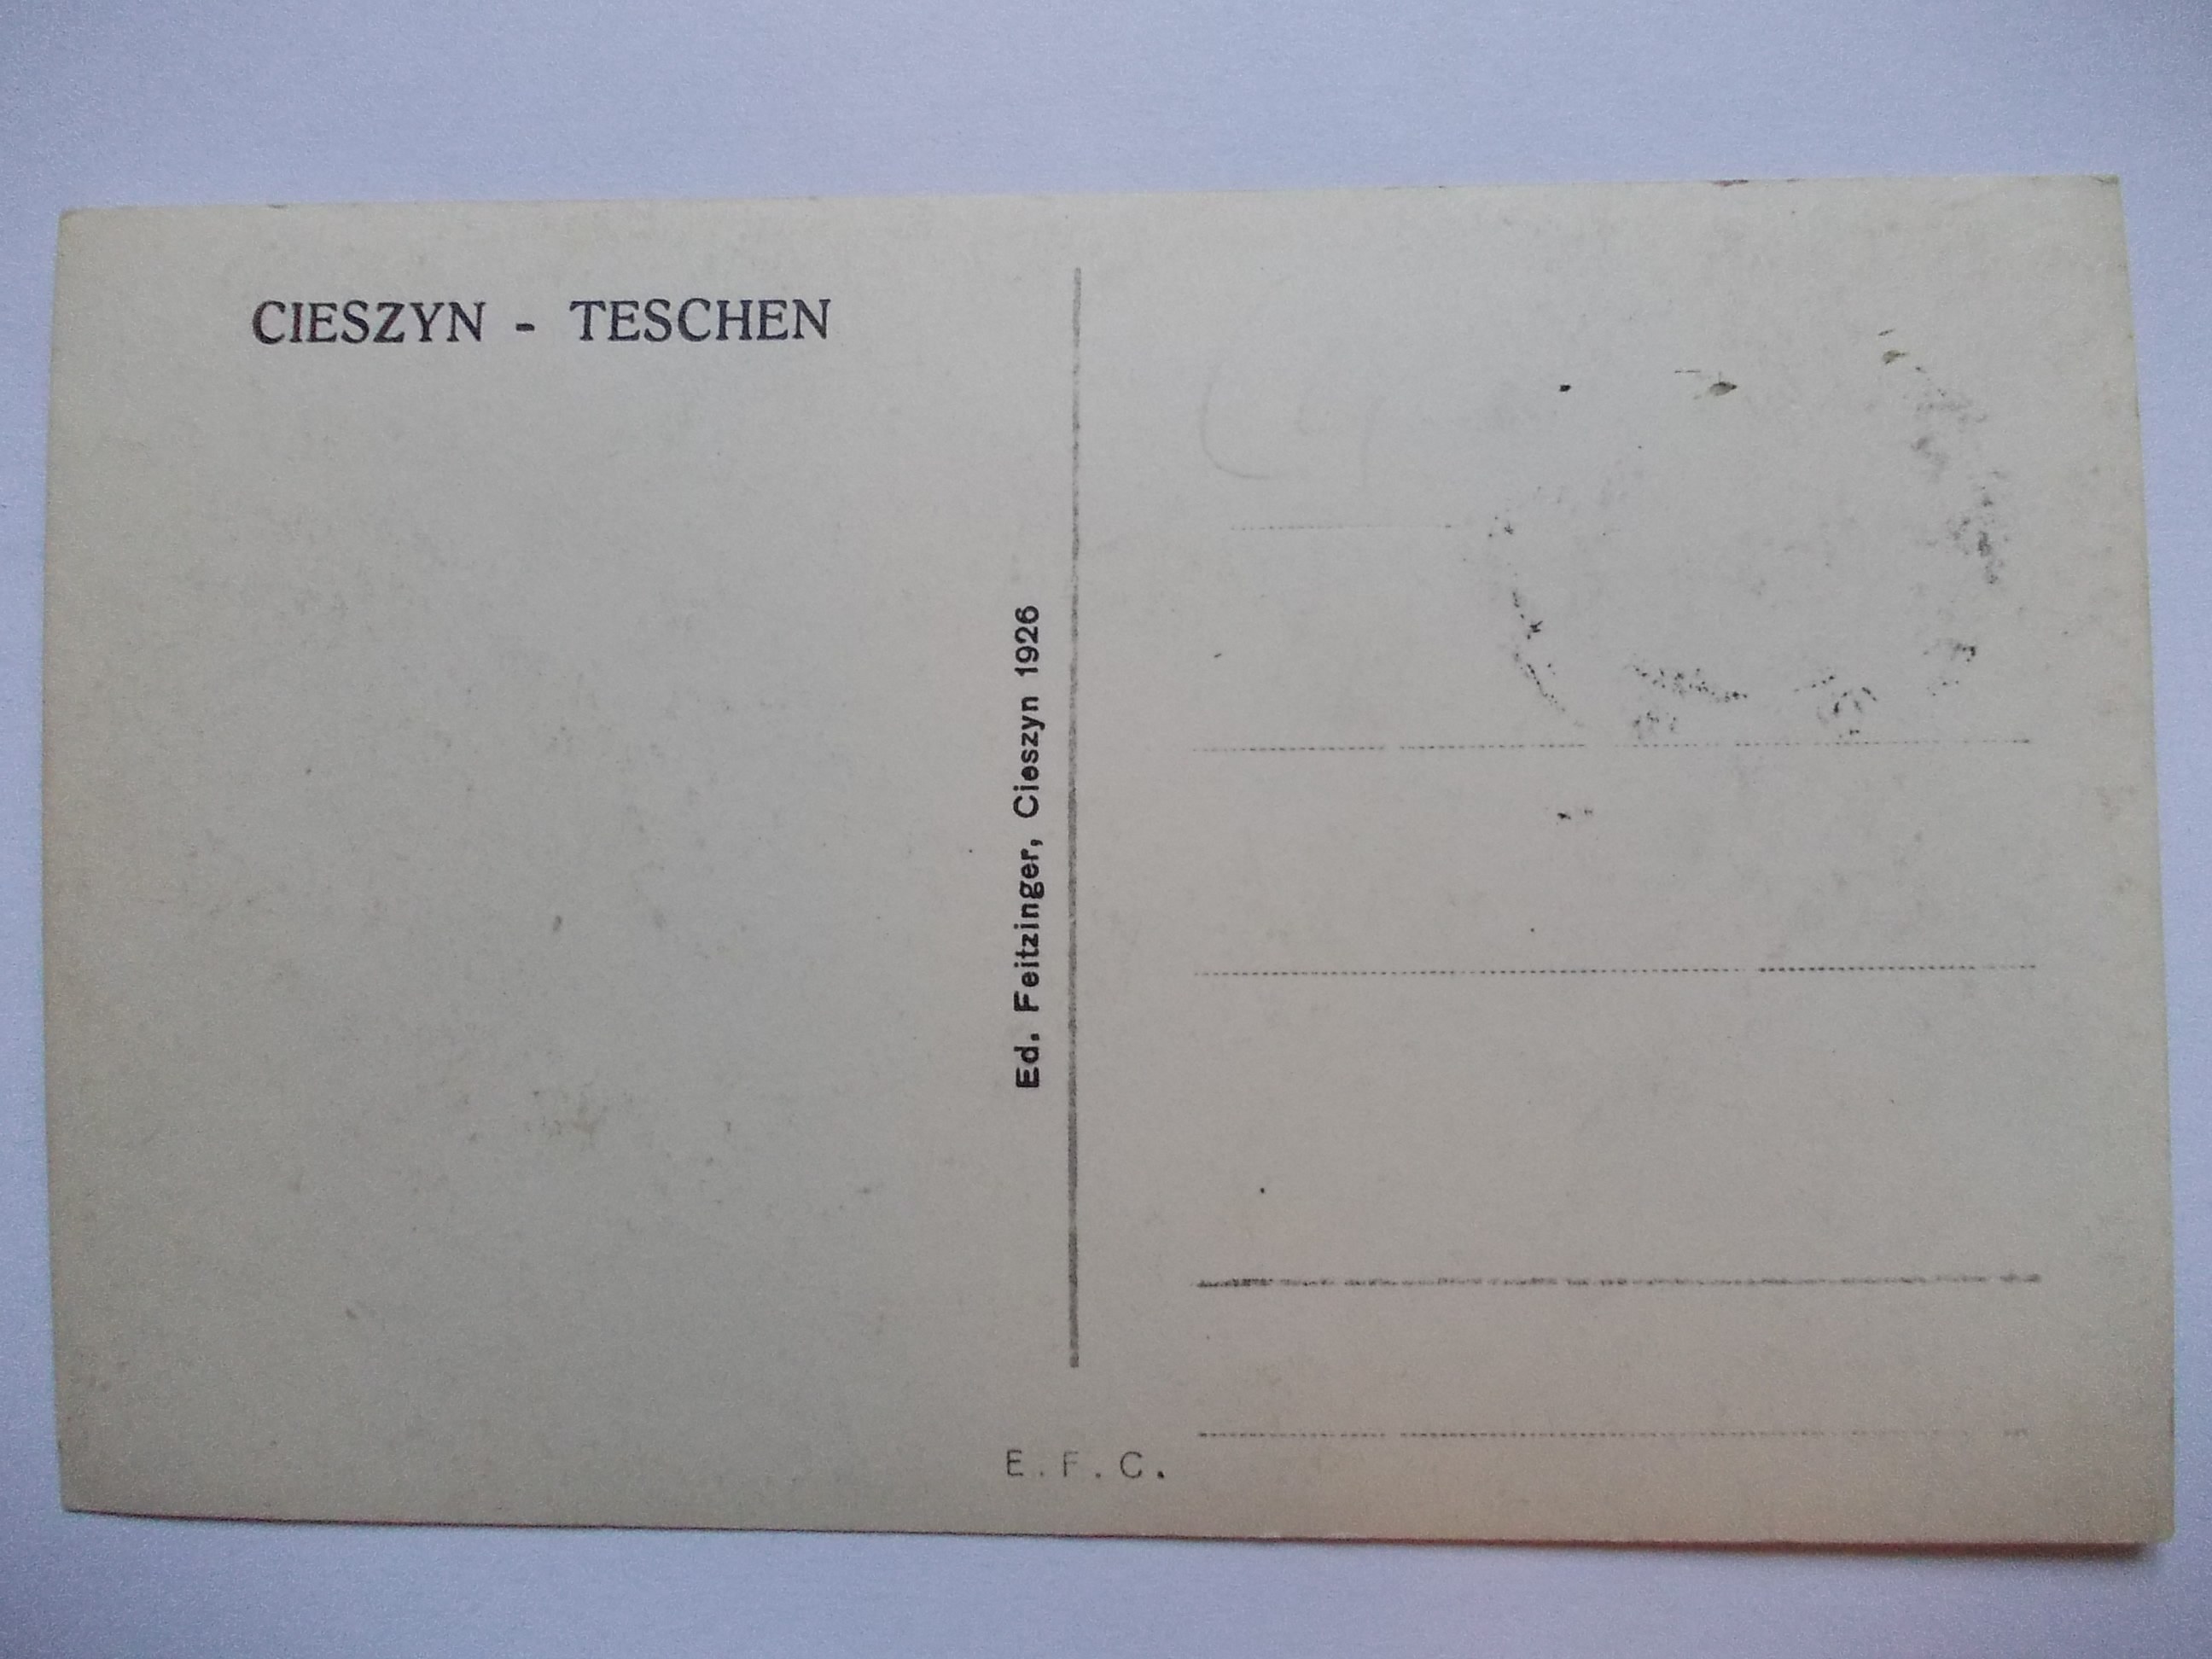 CIESZYN - TESCHEN
Ed. Feitzinger, Cieszyn 1926
E. F. C.